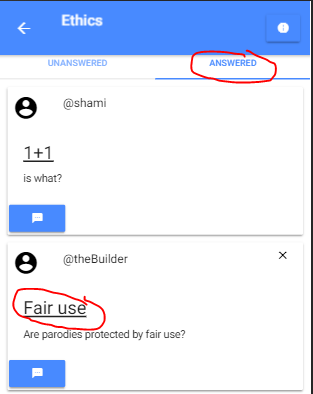 Ethics
UNANSWERED
ANSWERED
@shami
1+1
is what?
@theBuilder
Fair use
Are parodies protected by fair use?